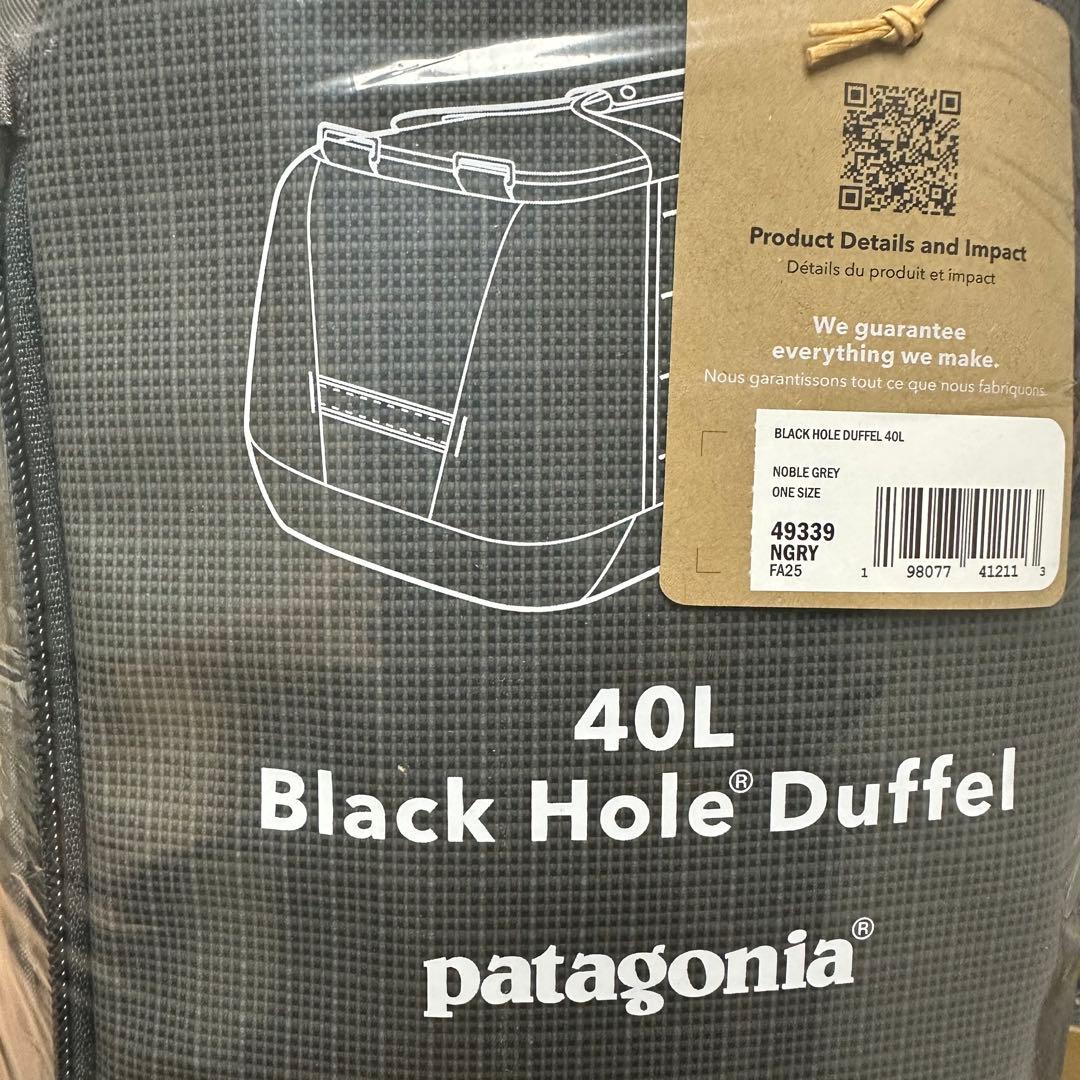 Product Details and Impact
Détails du produit et impact
We guarantee
everything we make.
Nous garantissons tout ce que nous fabriquons.
BLACK HOLE DUFFEL 40L
NOBLE GREY
ONE SIZE
49339
NGRY
FA25
1 98077 41211 3
40L
Black Hole® Duffel
patagonia®